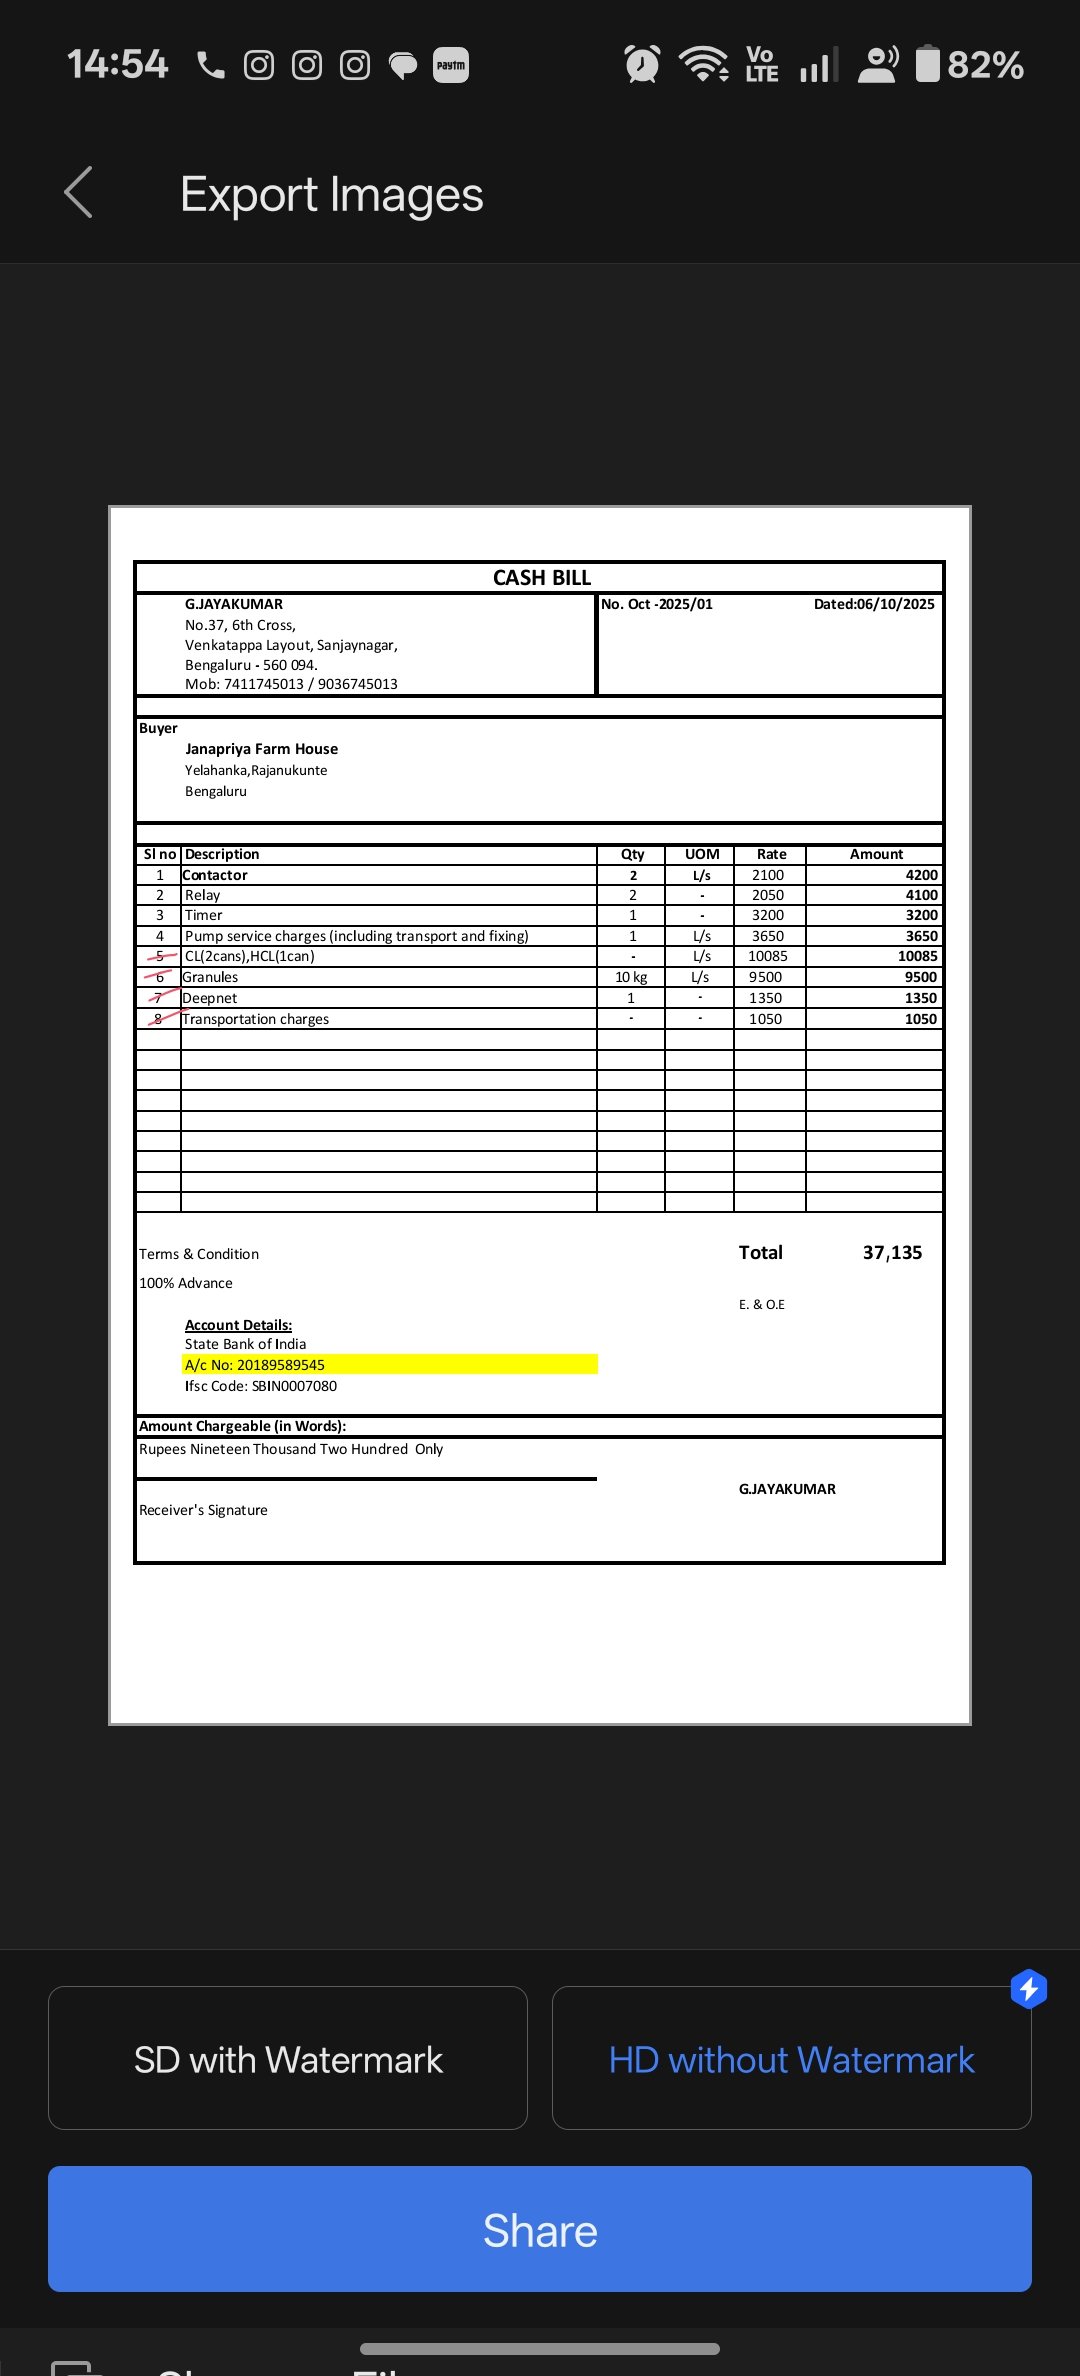 14:54 paytm Vo LTE 82%
Export Images
CASH BILL
G.JAYAKUMAR No. Oct -2025/01 Dated:06/10/2025
No.37, 6th Cross,
Venkatappa Layout, Sanjaynagar,
Bengaluru - 560 094.
Mob: 7411745013 / 9036745013
Buyer
Janapriya Farm House
Yelahanka,Rajanukunte
Bengaluru
Sl no Description Qty UOM Rate Amount
1 Contactor 2 L/s 2100 4200
2 Relay 2 - 2050 4100
3 Timer 1 - 3200 3200
4 Pump service charges (including transport and fixing) 1 L/s 3650 3650
5 CL(2cans),HCL(1can) - L/s 10085 10085
6 Granules 10 kg L/s 9500 9500
7 Deepnet 1 - 1350 1350
8 Transportation charges - - 1050 1050
Terms & Condition Total 37,135
100% Advance
E. & O.E
Account Details:
State Bank of India
A/c No: 20189589545
Ifsc Code: SBIN0007080
Amount Chargeable (in Words):
Rupees Nineteen Thousand Two Hundred Only
G.JAYAKUMAR
Receiver's Signature
SD with Watermark HD without Watermark
Share